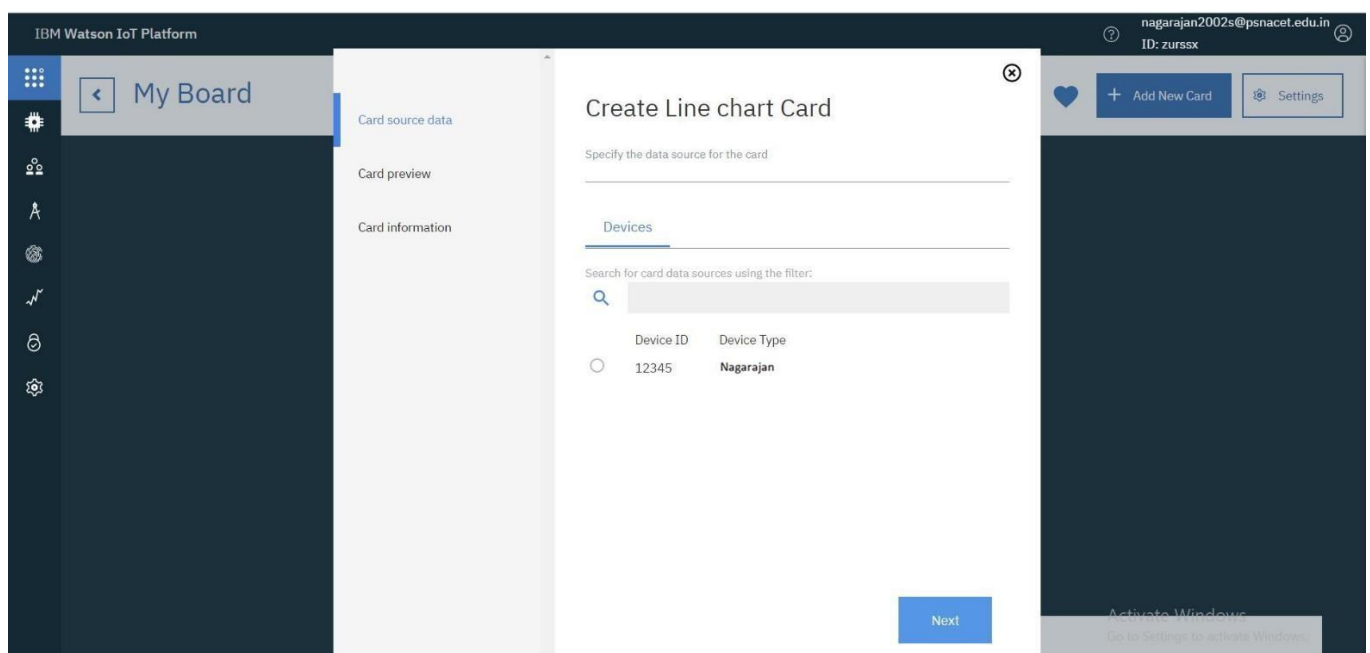 IBM Watson IoT Platform
nagarajan2002s@psnacet.edu.in
ID: zurssx
My Board
+ Add New Card
Settings
Card source data
Card preview
Card information
Create Line chart Card
Specify the data source for the card
Devices
Search for card data sources using the filter:
Device ID Device Type
12345 Nagarajan
Next
Activate Windows
Go to Settings to activate Windows.